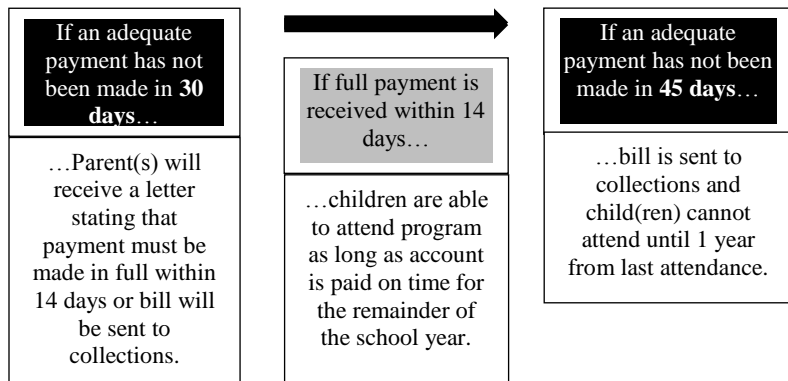 If an adequate
payment has not
been made in 30
days…
…Parent(s) will
receive a letter
stating that
payment must be
made in full within
14 days or bill will
be sent to
collections.
If full payment is
received within 14
days…
…children are able
to attend program
as long as account
is paid on time for
the remainder of
the school year.
If an adequate
payment has not been
made in 45 days…
…bill is sent to
collections and
child(ren) cannot
attend until 1 year
from last attendance.